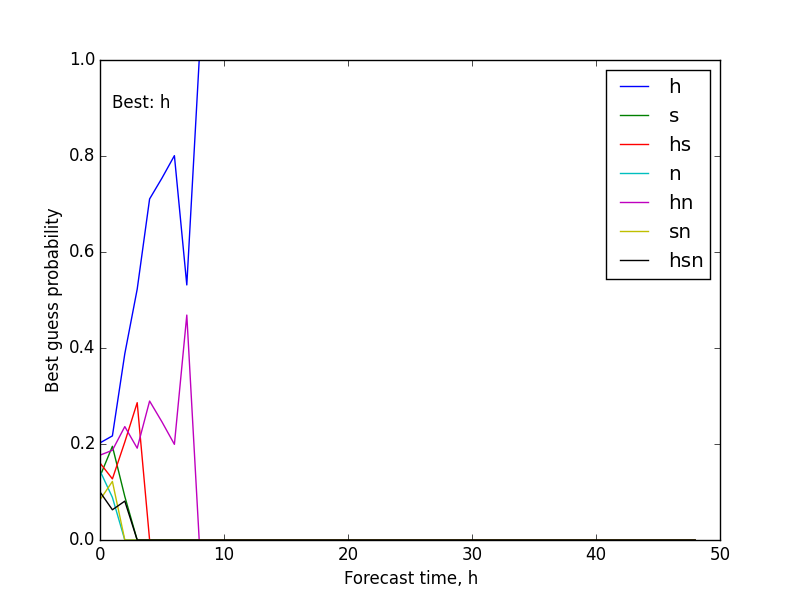 1.0
0.8
0.6
0.4
0.2
0.0
Best guess probability
Best: h
h
s
hs
n
hn
sn
hsn
0 10 20 30 40 50
Forecast time, h